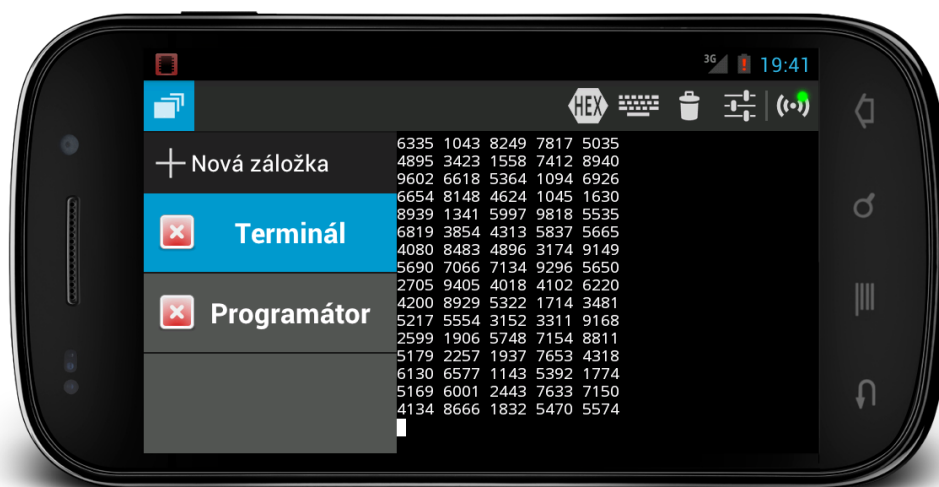 3G 19:41
HEX
Nová záložka
Terminál
Programátor
6335 1043 8249 7817 5035
4895 3423 1558 7412 8940
9602 6618 5364 1094 6926
6654 8148 4624 1045 1630
8939 1341 5997 9818 5535
6819 3854 4313 5837 5665
4080 8483 4896 3174 9149
5690 7066 7134 9296 5650
2705 9405 4018 4102 6220
4200 8929 5322 1714 3481
5217 5554 3152 3311 9168
2599 1906 5748 7154 8811
5179 2257 1937 7653 4318
6130 6577 1143 5392 1774
5169 6001 2443 7633 7150
4134 8666 1832 5470 5574